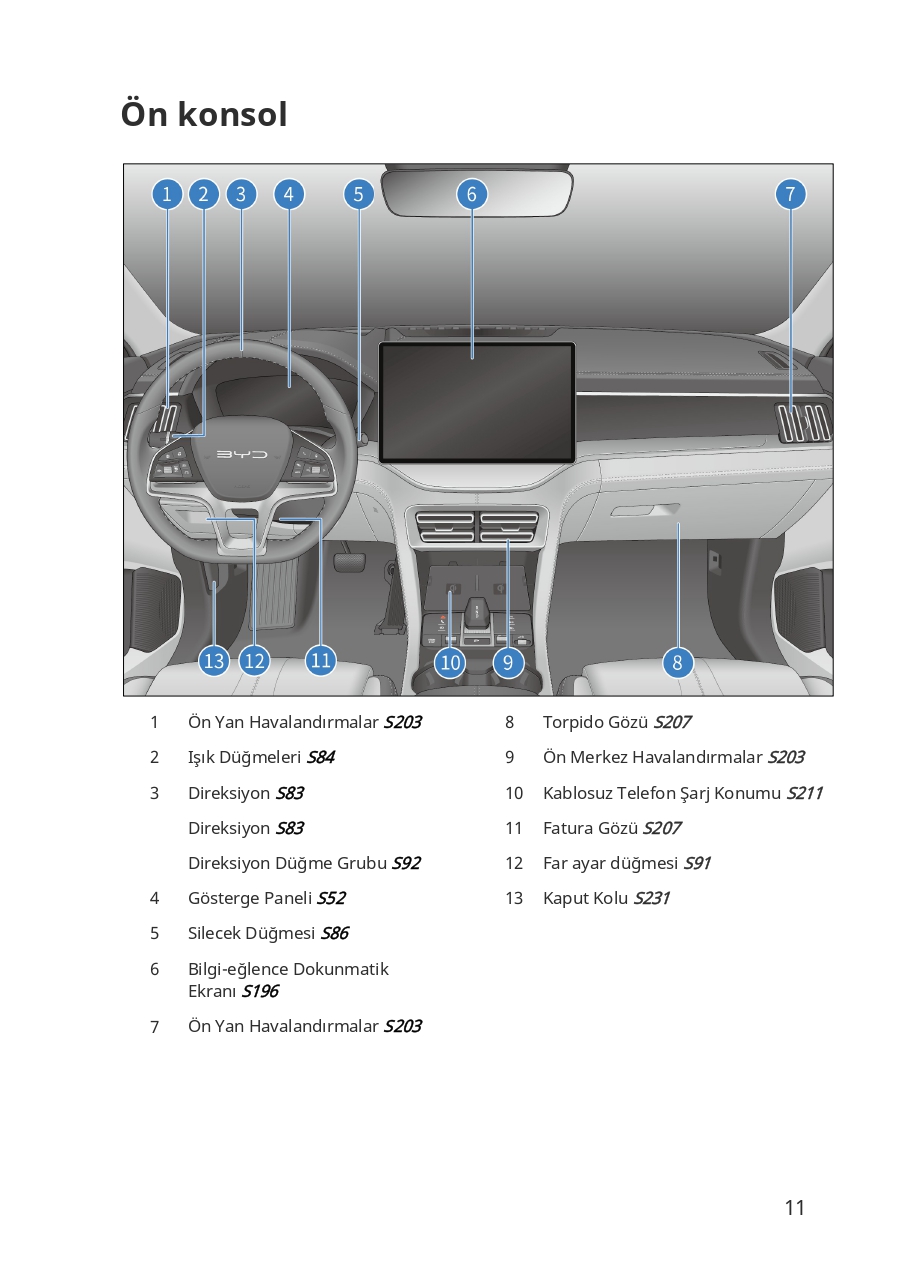 Ön konsol
1
2
3
4
5
6
7
BYD
13
12
11
10
9
8
1 Ön Yan Havalandırmalar S203
2 Işık Düğmeleri S84
3 Direksiyon S83
Direksiyon S83
Direksiyon Düğme Grubu S92
4 Gösterge Paneli S52
5 Silecek Düğmesi S86
6 Bilgi-eğlence Dokunmatik
Ekranı S196
7 Ön Yan Havalandırmalar S203
8 Torpido Gözü S207
9 Ön Merkez Havalandırmalar S203
10 Kablosuz Telefon Şarj Konumu S211
11 Fatura Gözü S207
12 Far ayar düğmesi S91
13 Kaput Kolu S231
11